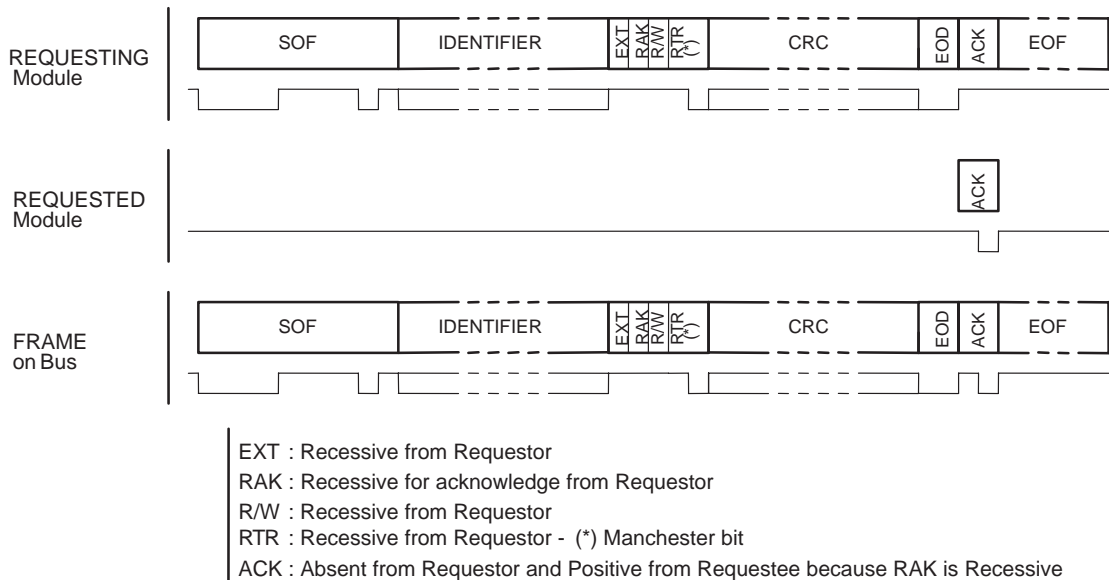 REQUESTING
Module
SOF IDENTIFIER EXT RAK R/W RTR (*) CRC EOD ACK EOF
REQUESTED
Module
ACK
FRAME
on Bus
SOF IDENTIFIER EXT RAK R/W RTR (*) CRC EOD ACK EOF
EXT : Recessive from Requestor
RAK : Recessive for acknowledge from Requestor
R/W : Recessive from Requestor
RTR : Recessive from Requestor - (*) Manchester bit
ACK : Absent from Requestor and Positive from Requestee because RAK is Recessive